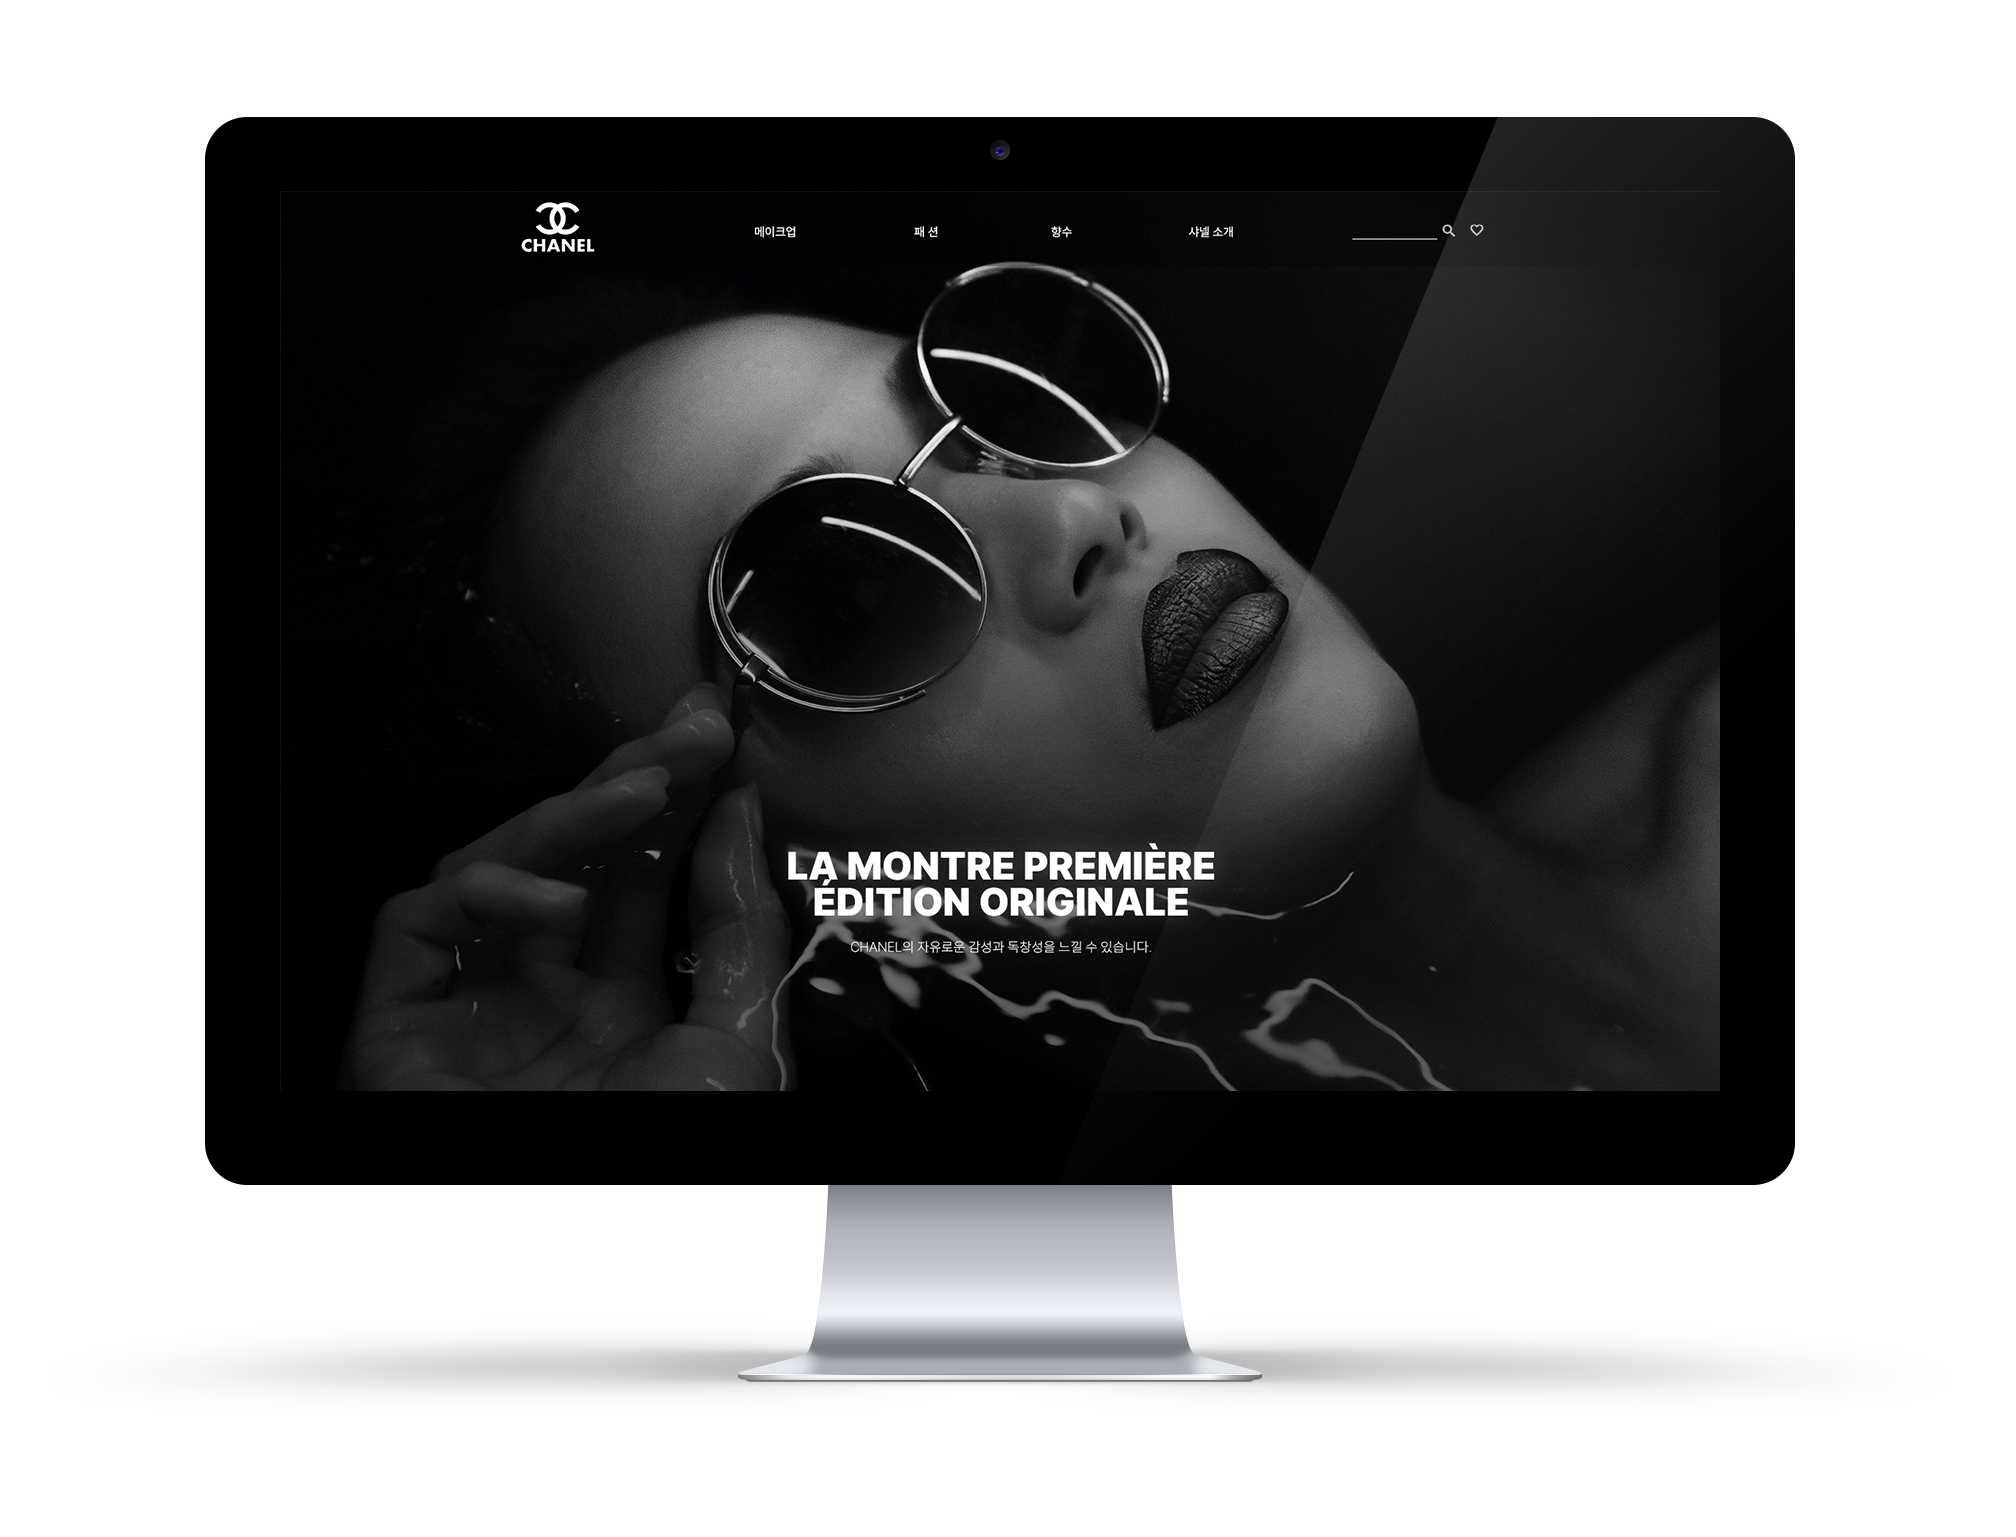 CHANEL
메이크업
패 션
향수
샤넬 소개
LA MONTRE PREMIÈRE
ÉDITION ORIGINALE
CHANEL의 자유로운 감성과 독창성을 느낄 수 있습니다.